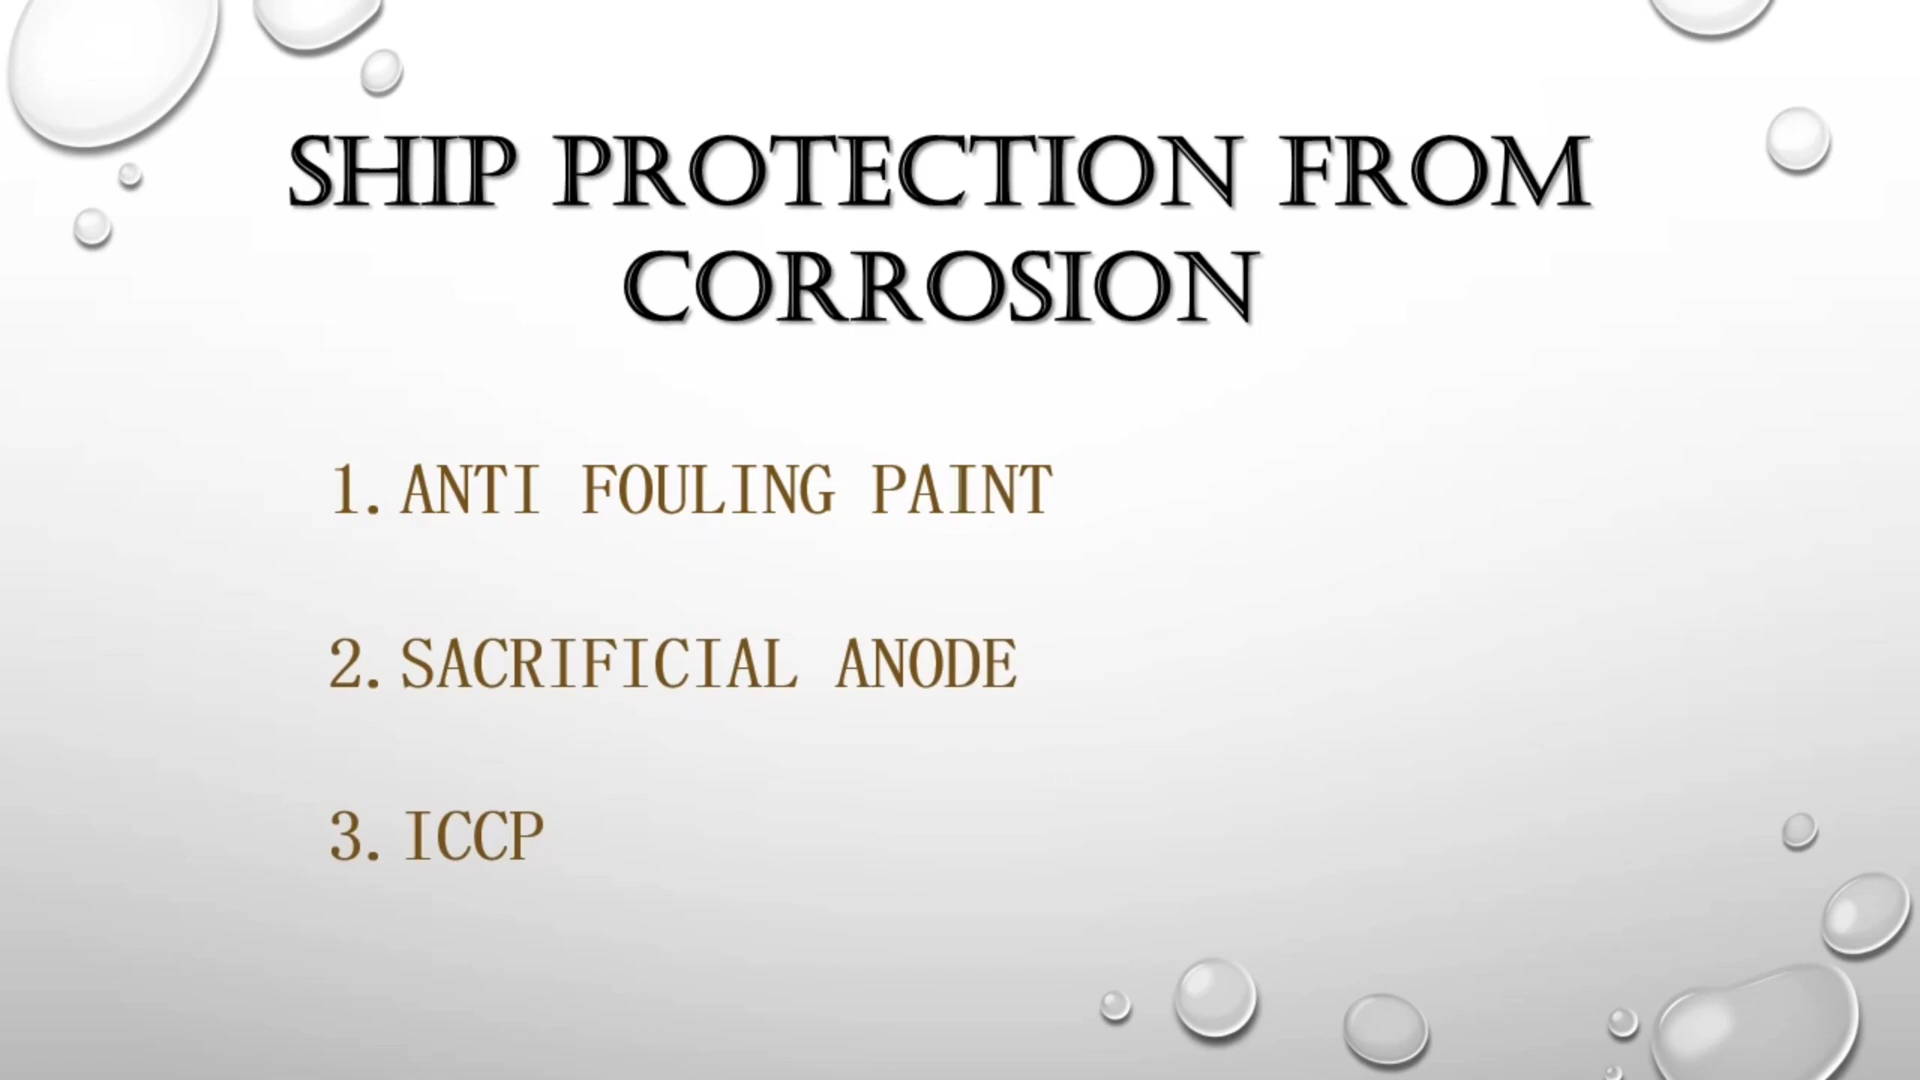 SHIP PROTECTION FROM
CORROSION
1. ANTI FOULING PAINT
2. SACRIFICIAL ANODE
3. ICCP